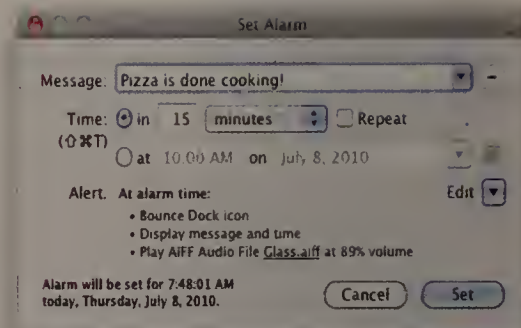 Set Alarm
Message: Pizza is done cooking!
Time: in 15 minutes Repeat
(⇧⌘T)
at 10:00 AM on July 8, 2010
Alert. At alarm time: Edit
• Bounce Dock icon
• Display message and time
• Play AIFF Audio File Glass.aiff at 89% volume
Alarm will be set for 7:48:01 AM
today, Thursday, July 8, 2010.
Cancel Set